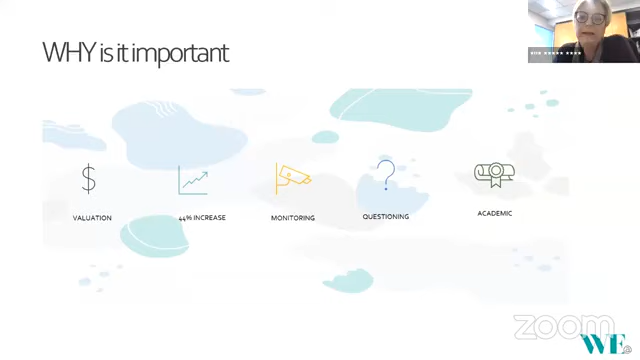 WHY is it important
VALUATION
44% INCREASE
MONITORING
QUESTIONING
ACADEMIC
zoom
WE@